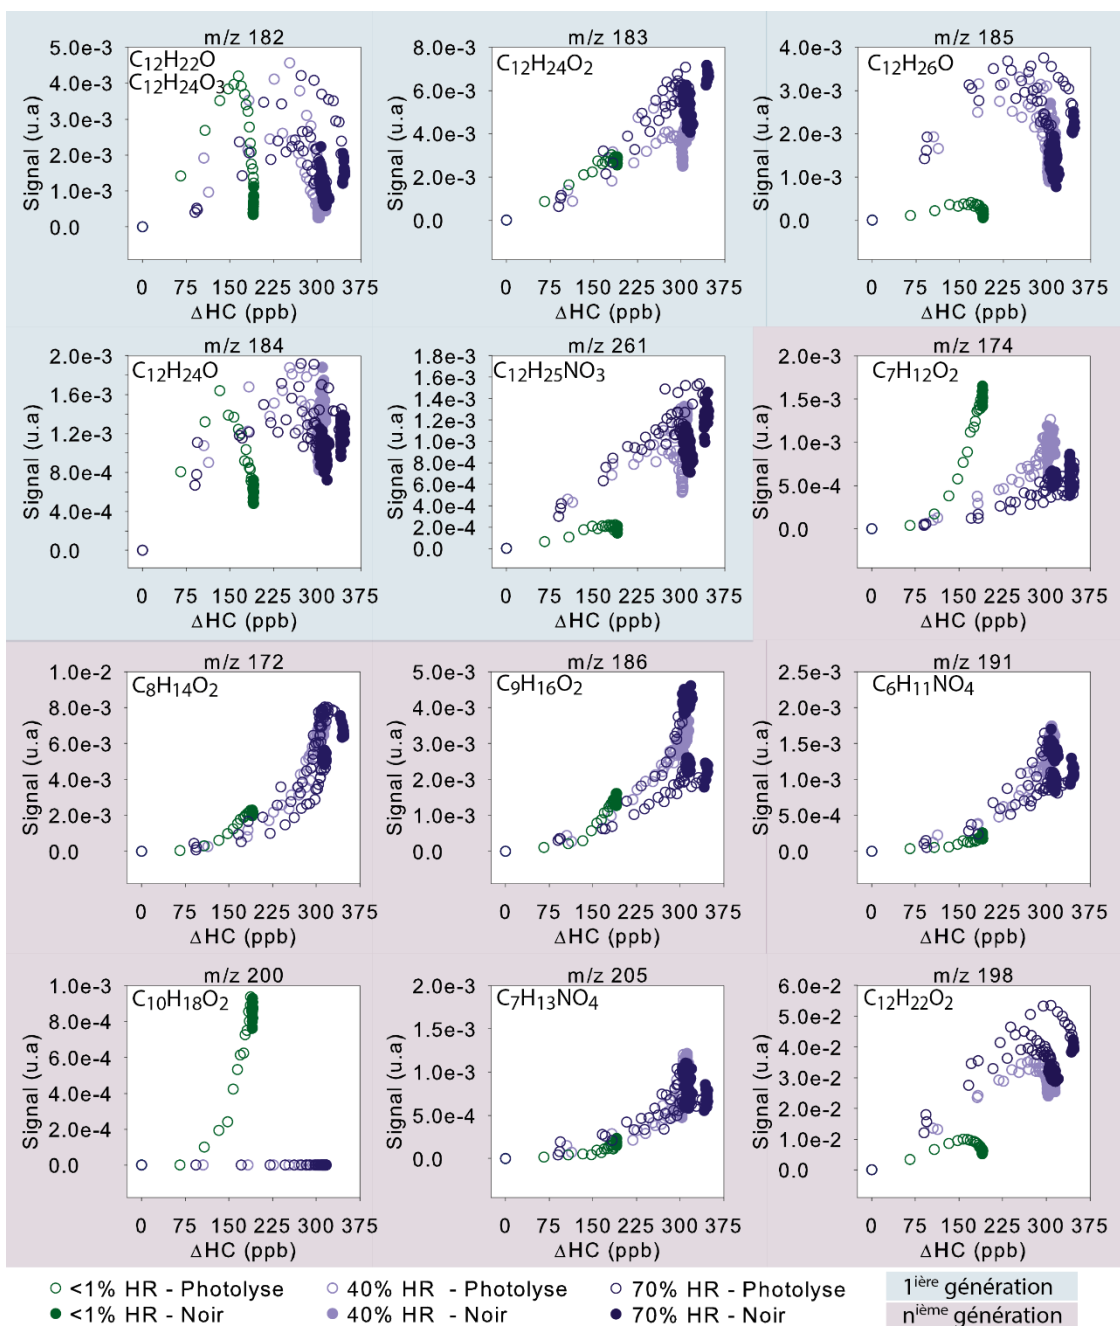 m/z 182
C12H22O
C12H24O3
Signal (u.a)
5.0e-3
4.0e-3
3.0e-3
2.0e-3
1.0e-3
0.0
0 75 150 225 300 375
ΔHC (ppb)
m/z 183
C12H24O2
Signal (u.a)
8.0e-3
6.0e-3
4.0e-3
2.0e-3
0.0
0 75 150 225 300 375
ΔHC (ppb)
m/z 185
C12H26O
Signal (u.a)
4.0e-3
3.0e-3
2.0e-3
1.0e-3
0.0
0 75 150 225 300 375
ΔHC (ppb)
m/z 184
C12H24O
Signal (u.a)
2.0e-3
1.6e-3
1.2e-3
8.0e-4
4.0e-4
0.0
0 75 150 225 300 375
ΔHC (ppb)
m/z 261
C12H25NO3
Signal (u.a)
1.8e-3
1.6e-3
1.4e-3
1.2e-3
1.0e-3
8.0e-4
6.0e-4
4.0e-4
2.0e-4
0.0
0 75 150 225 300 375
ΔHC (ppb)
m/z 174
C7H12O2
Signal (u.a)
2.0e-3
1.5e-3
1.0e-3
5.0e-4
0.0
0 75 150 225 300 375
ΔHC (ppb)
m/z 172
C8H14O2
Signal (u.a)
1.0e-2
8.0e-3
6.0e-3
4.0e-3
2.0e-3
0.0
0 75 150 225 300 375
ΔHC (ppb)
m/z 186
C9H16O2
Signal (u.a)
5.0e-3
4.0e-3
3.0e-3
2.0e-3
1.0e-3
0.0
0 75 150 225 300 375
ΔHC (ppb)
m/z 191
C6H11NO4
Signal (u.a)
2.5e-3
2.0e-3
1.5e-3
1.0e-3
5.0e-4
0.0
0 75 150 225 300 375
ΔHC (ppb)
m/z 200
C10H18O2
Signal (u.a)
1.0e-3
8.0e-4
6.0e-4
4.0e-4
2.0e-4
0.0
0 75 150 225 300 375
ΔHC (ppb)
m/z 205
C7H13NO4
Signal (u.a)
2.0e-3
1.5e-3
1.0e-3
5.0e-4
0.0
0 75 150 225 300 375
ΔHC (ppb)
m/z 198
C12H22O2
Signal (u.a)
6.0e-2
5.0e-2
4.0e-2
3.0e-2
2.0e-2
1.0e-2
0.0
0 75 150 225 300 375
ΔHC (ppb)
<1% HR - Photolyse 40% HR - Photolyse 70% HR - Photolyse 1ière génération
<1% HR - Noir 40% HR - Noir 70% HR - Noir nième génération